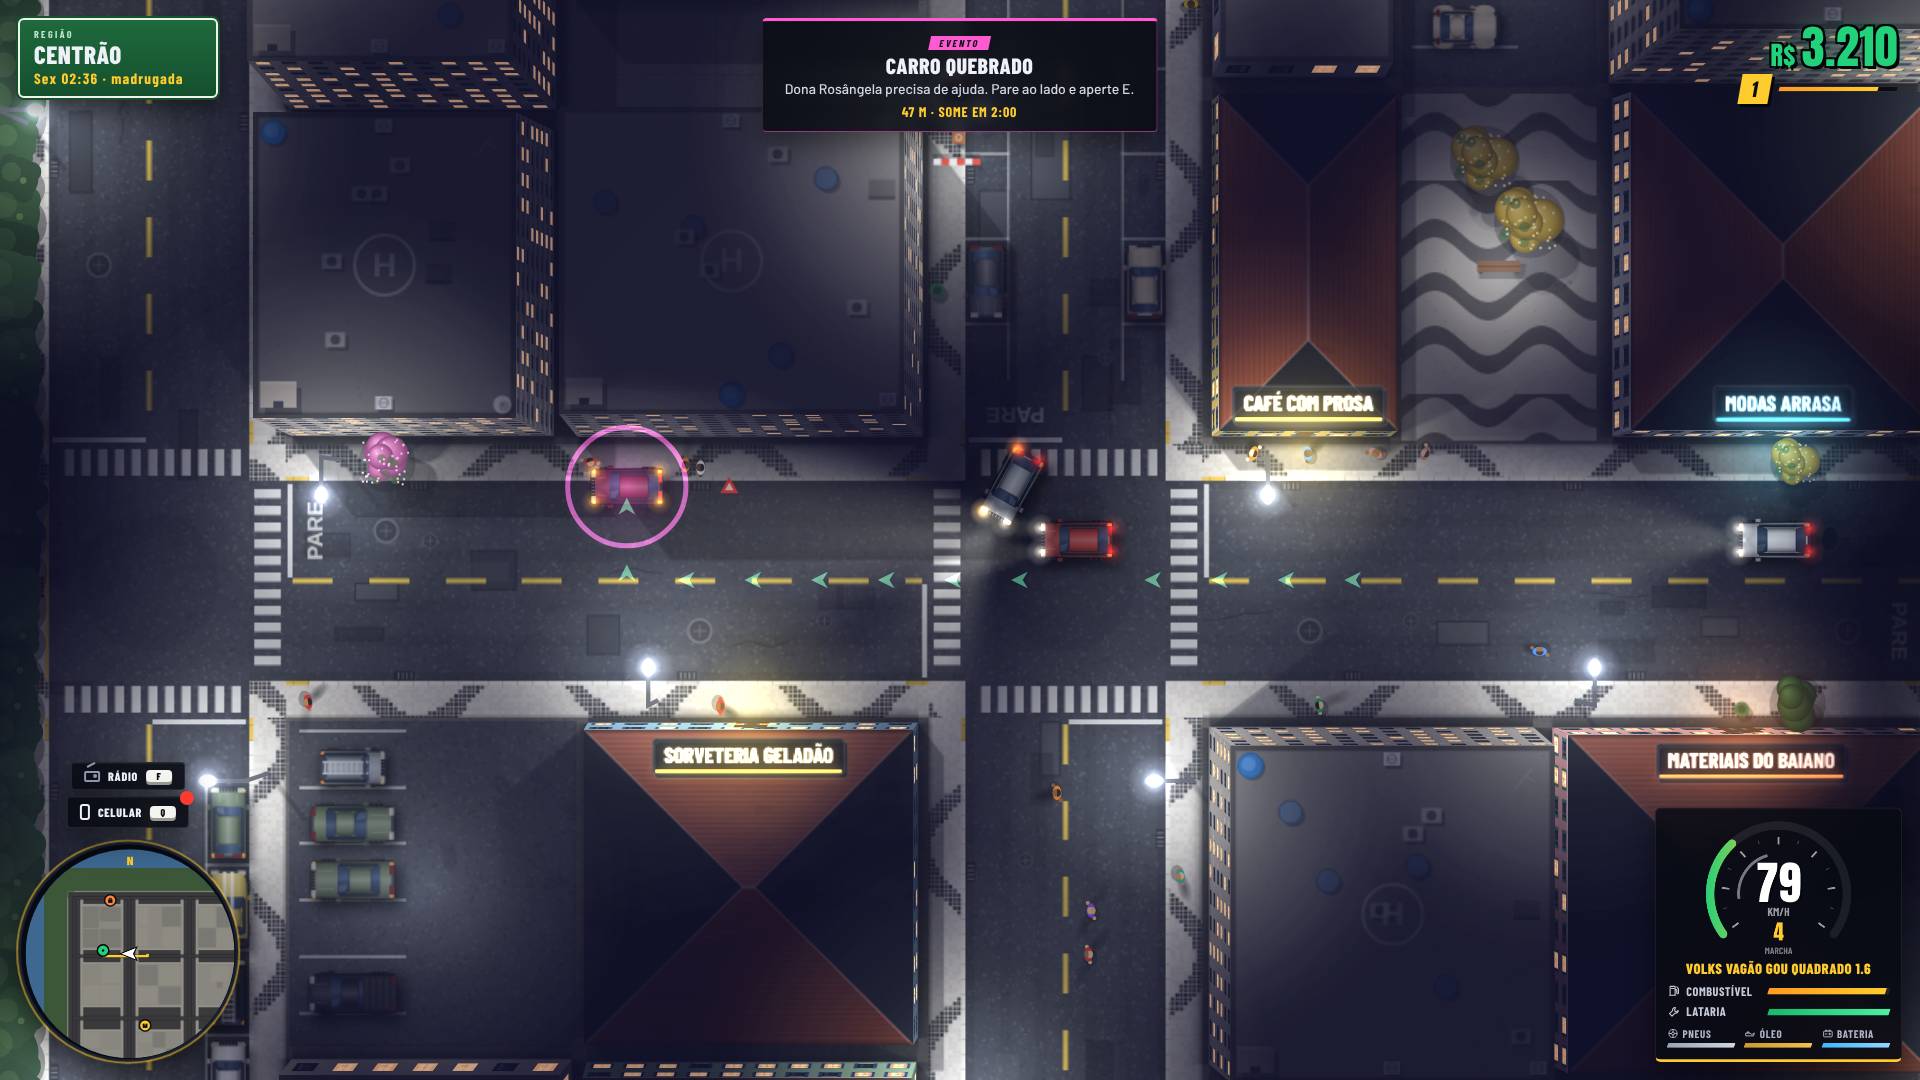 REGIÃO
CENTRÃO
Sex 02:36 · madrugada
EVENTO
CARRO QUEBRADO
Dona Rosângela precisa de ajuda. Pare ao lado e aperte E.
47 M · SOME EM 2:00
R$ 3.210
1
H
H
PARE
CAFÉ COM PROSA
MODAS ARRASA
PARE
PARE
SORVETERIA GELADÃO
MATERIAIS DO BAIANO
RÁDIO F
CELULAR Q
N
H
79
KM/H
4
MARCHA
VOLKS VAGÃO GOU QUADRADO 1.6
COMBUSTÍVEL
LATARIA
PNEUS
ÓLEO
BATERIA